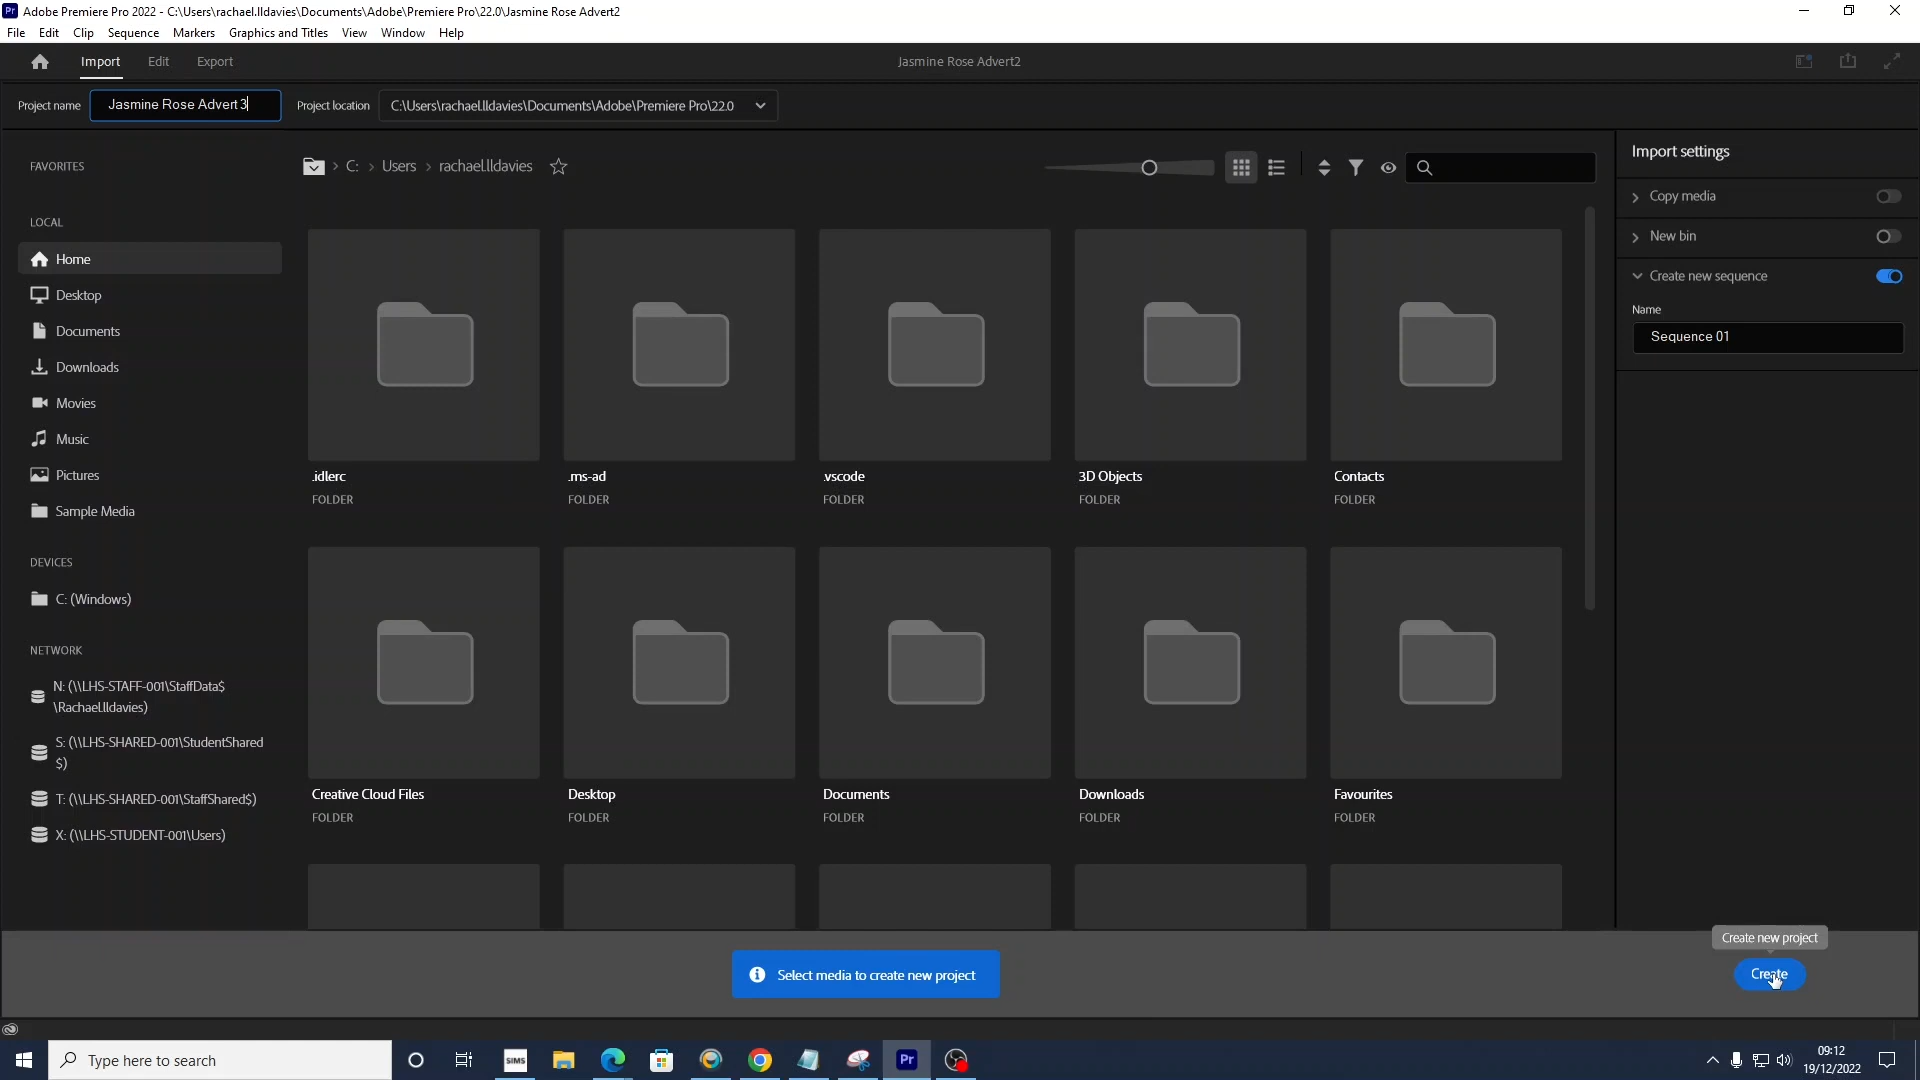 Pr Adobe Premiere Pro 2022 - C:\Users\rachael.lldavies\Documents\Adobe\Premiere Pro\22.0\Jasmine Rose Advert2
File Edit Clip Sequence Markers Graphics and Titles View Window Help
Import Edit Export Jasmine Rose Advert2
Project name Jasmine Rose Advert 3 Project location C:\Users\rachael.lldavies\Documents\Adobe\Premiere Pro\22.0
FAVORITES
LOCAL
Home
Desktop
Documents
Downloads
Movies
Music
Pictures
Sample Media
DEVICES
C: (Windows)
NETWORK
N: (\\LHS-STAFF-001\StaffData$
\Rachael.lldavies)
S: (\\LHS-SHARED-001\StudentShared
$)
T: (\\LHS-SHARED-001\StaffShared$)
X: (\\LHS-STUDENT-001\Users)
C: > Users > rachael.lldavies
.idlerc
FOLDER
.ms-ad
FOLDER
.vscode
FOLDER
3D Objects
FOLDER
Contacts
FOLDER
Creative Cloud Files
FOLDER
Desktop
FOLDER
Documents
FOLDER
Downloads
FOLDER
Favourites
FOLDER
Import settings
Copy media
New bin
Create new sequence
Name
Sequence 01
Select media to create new project
Create new project
Create
Type here to search
SIMS
Pr
09:12
19/12/2022